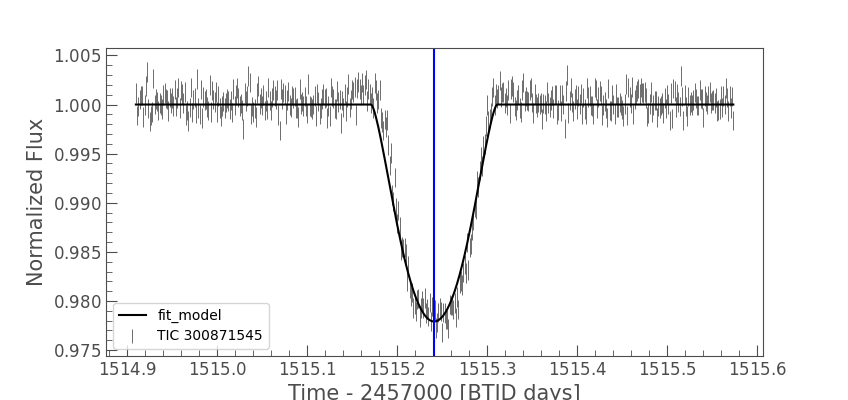 1.005
1.000
0.995
0.990
0.985
0.980
0.975
Normalized Flux
fit_model
TIC 300871545
1514.9 1515.0 1515.1 1515.2 1515.3 1515.4 1515.5 1515.6
Time - 2457000 [BTJD days]